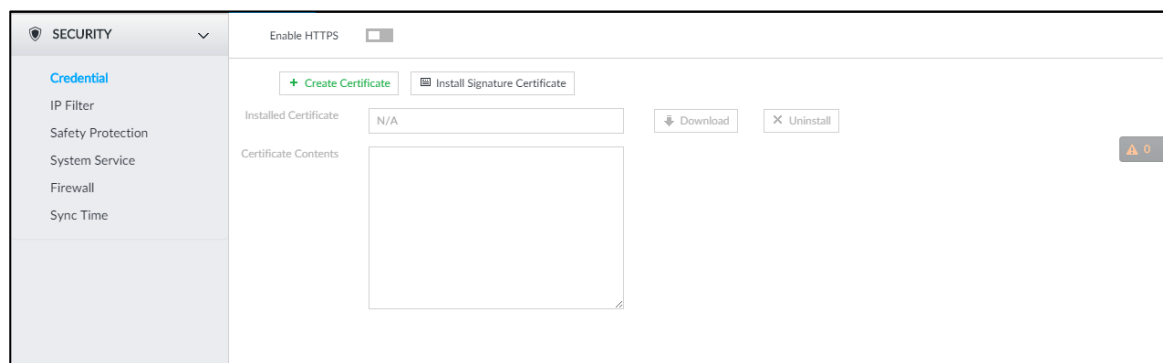 SECURITY
Enable HTTPS
Credential
IP Filter
Safety Protection
System Service
Firewall
Sync Time
+ Create Certificate
Install Signature Certificate
Installed Certificate
N/A
Download
Uninstall
Certificate Contents
0